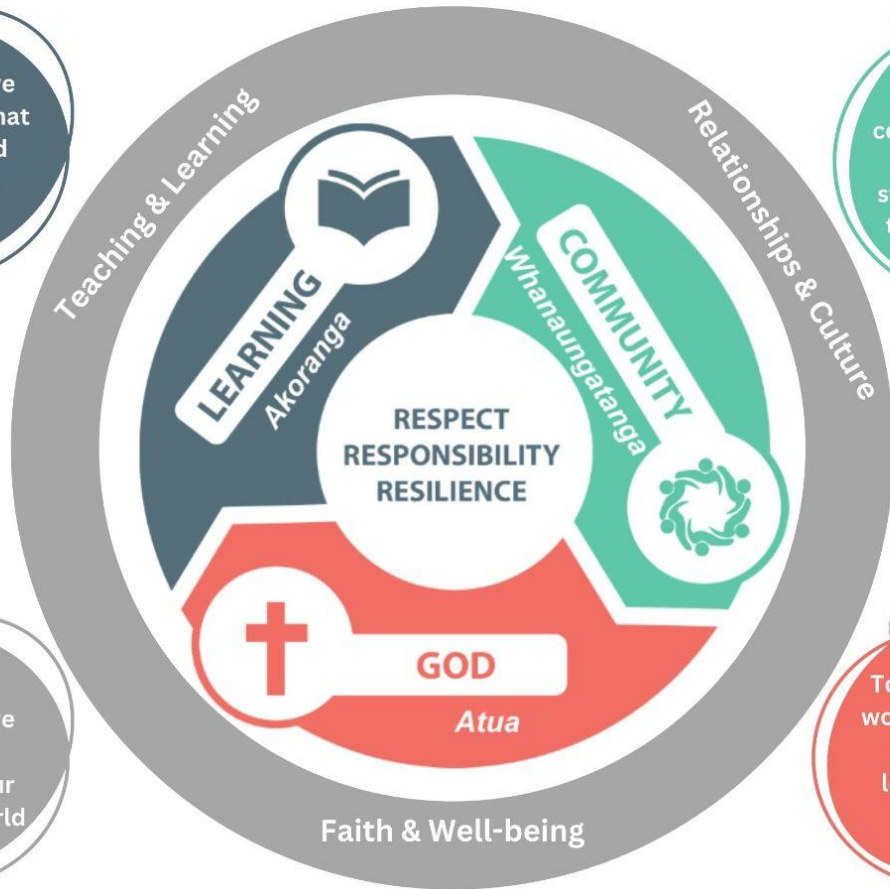 Teaching & Learning
Relationships & Culture
LEARNING
Akoranga
COMMUNITY
Whanaungatanga
RESPECT
RESPONSIBILITY
RESILIENCE
GOD
Atua
Faith & Well-being